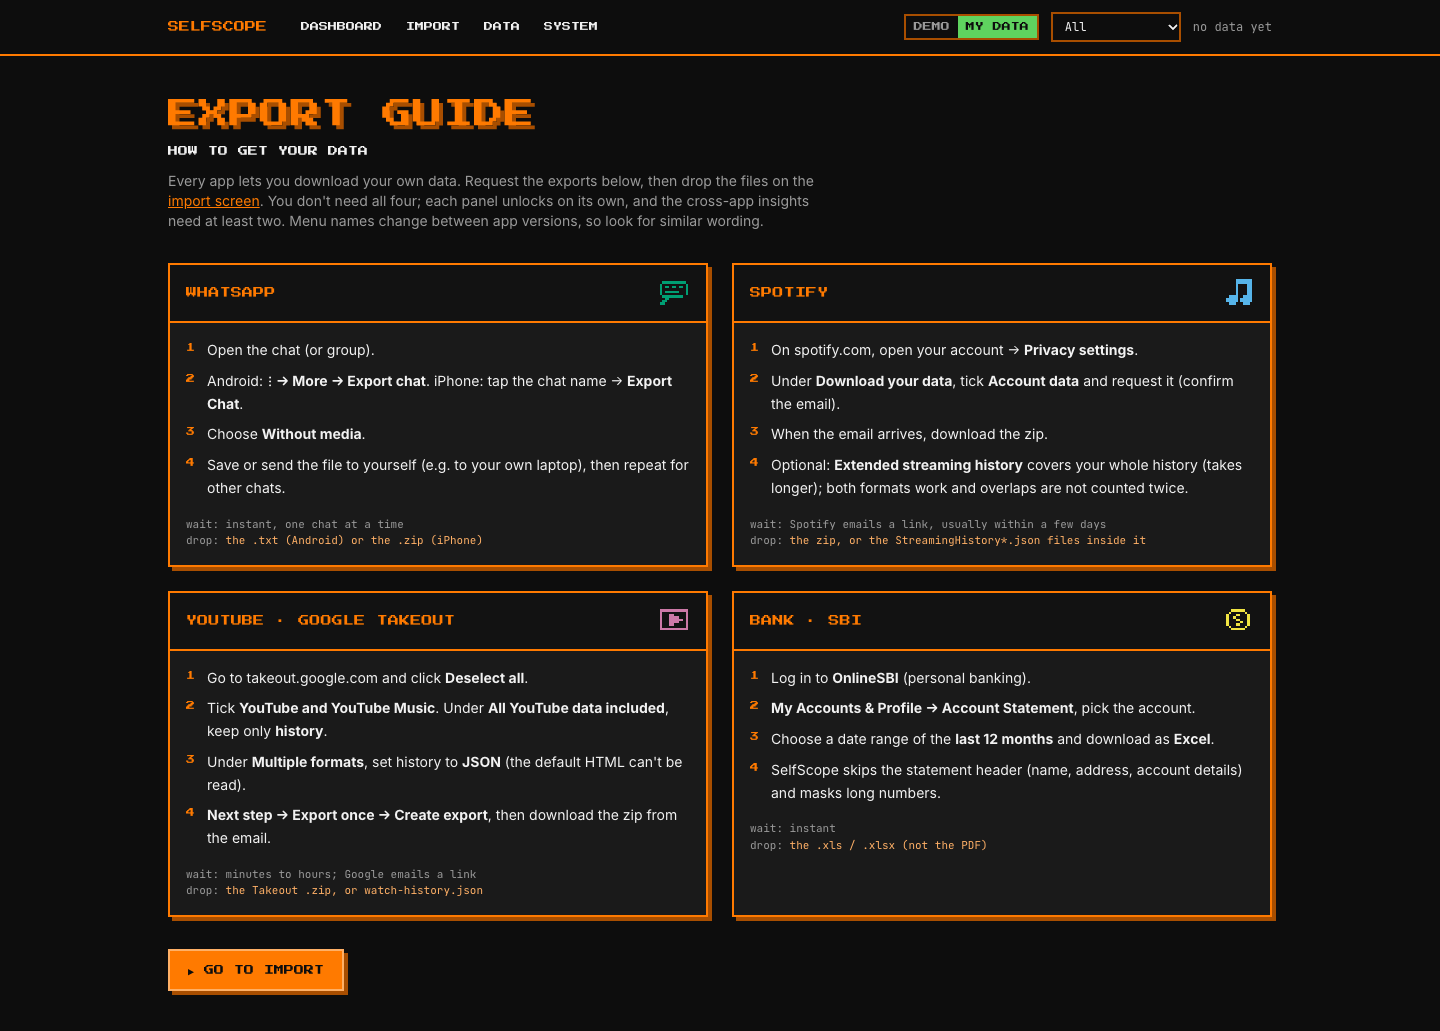 SELFSCOPE DASHBOARD IMPORT DATA SYSTEM DEMO MY DATA All no data yet
EXPORT GUIDE
HOW TO GET YOUR DATA
Every app lets you download your own data. Request the exports below, then drop the files on the
import screen. You don't need all four; each panel unlocks on its own, and the cross-app insights
need at least two. Menu names change between app versions, so look for similar wording.
WHATSAPP
1 Open the chat (or group).
2 Android: ⋮ → More → Export chat. iPhone: tap the chat name → Export
Chat.
3 Choose Without media.
4 Save or send the file to yourself (e.g. to your own laptop), then repeat for
other chats.
wait: instant, one chat at a time
drop: the .txt (Android) or the .zip (iPhone)
SPOTIFY
1 On spotify.com, open your account → Privacy settings.
2 Under Download your data, tick Account data and request it (confirm
the email).
3 When the email arrives, download the zip.
4 Optional: Extended streaming history covers your whole history (takes
longer); both formats work and overlaps are not counted twice.
wait: Spotify emails a link, usually within a few days
drop: the zip, or the StreamingHistory*.json files inside it
YOUTUBE · GOOGLE TAKEOUT
1 Go to takeout.google.com and click Deselect all.
2 Tick YouTube and YouTube Music. Under All YouTube data included,
keep only history.
3 Under Multiple formats, set history to JSON (the default HTML can't be
read).
4 Next step → Export once → Create export, then download the zip from
the email.
wait: minutes to hours; Google emails a link
drop: the Takeout .zip, or watch-history.json
BANK · SBI
1 Log in to OnlineSBI (personal banking).
2 My Accounts & Profile → Account Statement, pick the account.
3 Choose a date range of the last 12 months and download as Excel.
4 SelfScope skips the statement header (name, address, account details)
and masks long numbers.
wait: instant
drop: the .xls / .xlsx (not the PDF)
▶ GO TO IMPORT